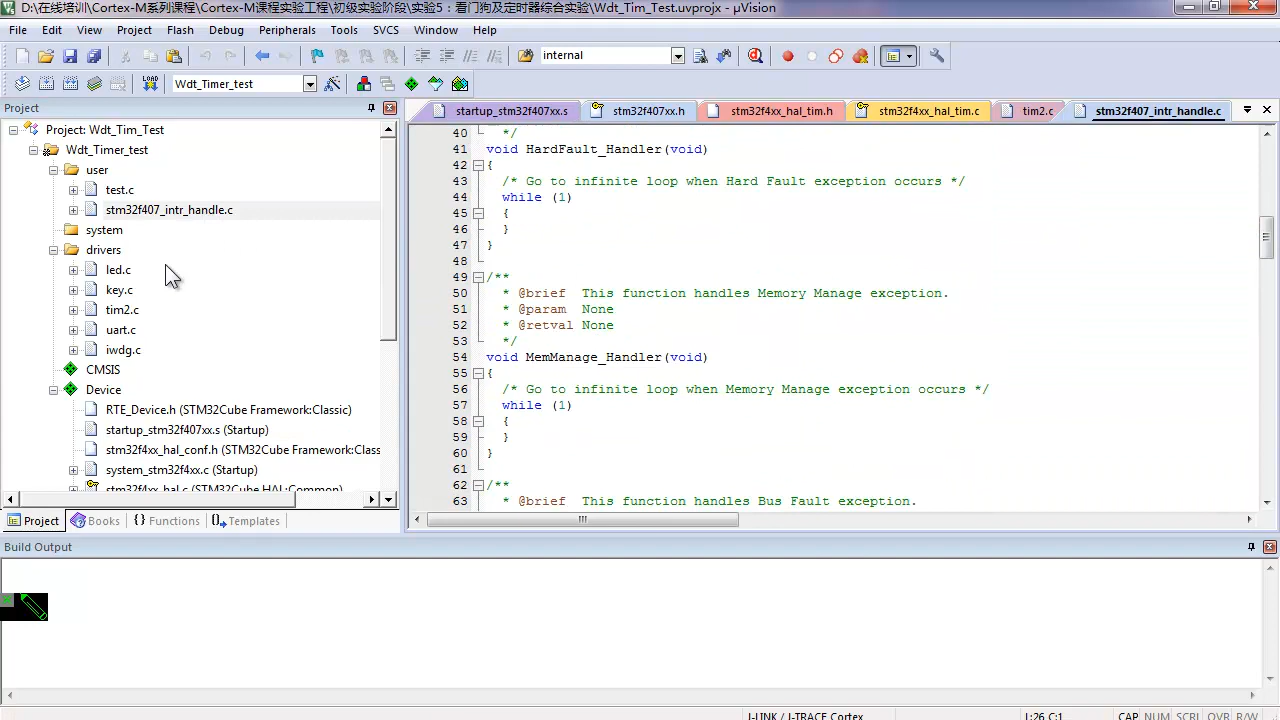 D:\在线培训\Cortex-M系列课程\Cortex-M课程实验工程\初级实验阶段\实验5：看门狗及定时器综合实验\Wdt_Tim_Test.uvprojx - µVision
File Edit View Project Flash Debug Peripherals Tools SVCS Window Help
internal
LOAD Wdt_Timer_test
Project
Project: Wdt_Tim_Test
Wdt_Timer_test
user
test.c
stm32f407_intr_handle.c
system
drivers
led.c
key.c
tim2.c
uart.c
iwdg.c
CMSIS
Device
RTE_Device.h (STM32Cube Framework:Classic)
startup_stm32f407xx.s (Startup)
stm32f4xx_hal_conf.h (STM32Cube Framework:Class
system_stm32f4xx.c (Startup)
stm32f4xx_hal.c (STM32Cube HAL:Common)
Project Books Functions Templates
startup_stm32f407xx.s stm32f407xx.h stm32f4xx_hal_tim.h stm32f4xx_hal_tim.c tim2.c stm32f407_intr_handle.c
40 */
41 void HardFault_Handler(void)
42 {
43 /* Go to infinite loop when Hard Fault exception occurs */
44 while (1)
45 {
46 }
47 }
48
49 /**
50 * @brief This function handles Memory Manage exception.
51 * @param None
52 * @retval None
53 */
54 void MemManage_Handler(void)
55 {
56 /* Go to infinite loop when Memory Manage exception occurs */
57 while (1)
58 {
59 }
60 }
61
62 /**
63 * @brief This function handles Bus Fault exception.
Build Output
J-LINK / J-TRACE Cortex L:26 C:1 CAP NUM SCRL OVR R/W